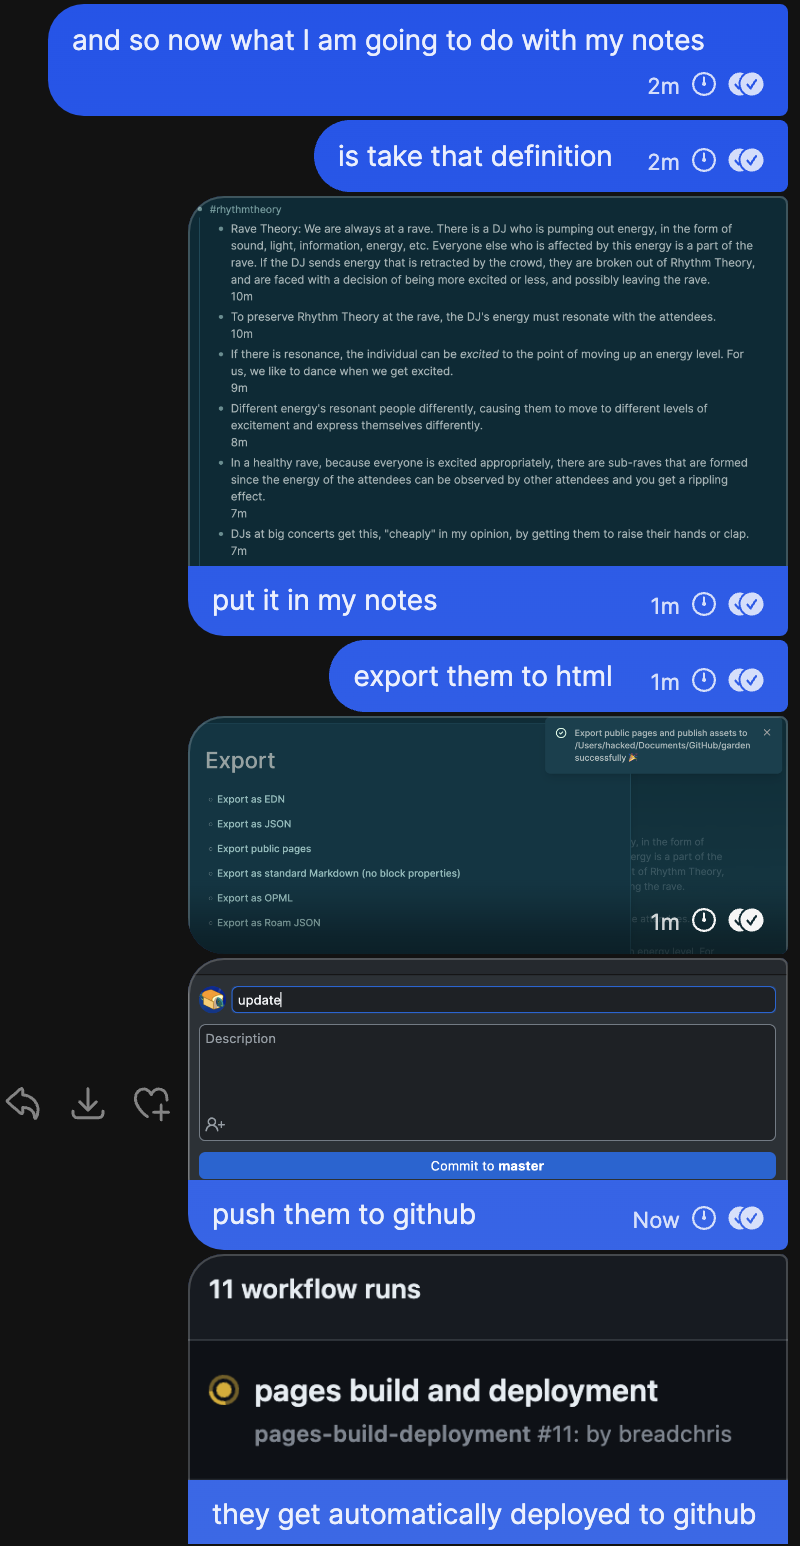 and so now what I am going to do with my notes
2m
is take that definition
2m
#rhythmtheory
Rave Theory: We are always at a rave. There is a DJ who is pumping out energy, in the form of
sound, light, information, energy, etc. Everyone else who is affected by this energy is a part of the
rave. If the DJ sends energy that is retracted by the crowd, they are broken out of Rhythm Theory,
and are faced with a decision of being more excited or less, and possibly leaving the rave.
10m
To preserve Rhythm Theory at the rave, the DJ's energy must resonate with the attendees.
10m
If there is resonance, the individual can be excited to the point of moving up an energy level. For
us, we like to dance when we get excited.
9m
Different energy's resonant people differently, causing them to move to different levels of
excitement and express themselves differently.
8m
In a healthy rave, because everyone is excited appropriately, there are sub-raves that are formed
since the energy of the attendees can be observed by other attendees and you get a rippling
effect.
7m
DJs at big concerts get this, "cheaply" in my opinion, by getting them to raise their hands or clap.
7m
put it in my notes
1m
export them to html
1m
Export public pages and publish assets to
/Users/hacked/Documents/GitHub/garden
successfully 🎉
Export
Export as EDN
Export as JSON
Export public pages
Export as standard Markdown (no block properties)
Export as OPML
Export as Roam JSON
y, in the form of
ergy is a part of the
t of Rhythm Theory,
ng the rave.
energy level. For
1m
update
Description
Commit to master
push them to github
Now
11 workflow runs
pages build and deployment
pages-build-deployment #11: by breadchris
they get automatically deployed to github